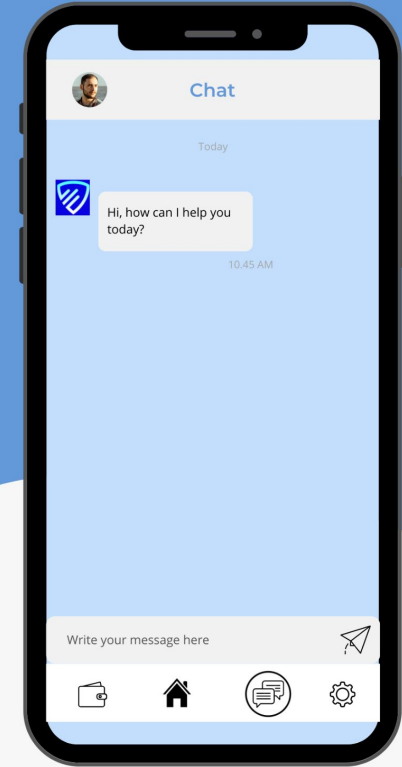 Chat
Today
Hi, how can I help you
today?
10.45 AM
Write your message here